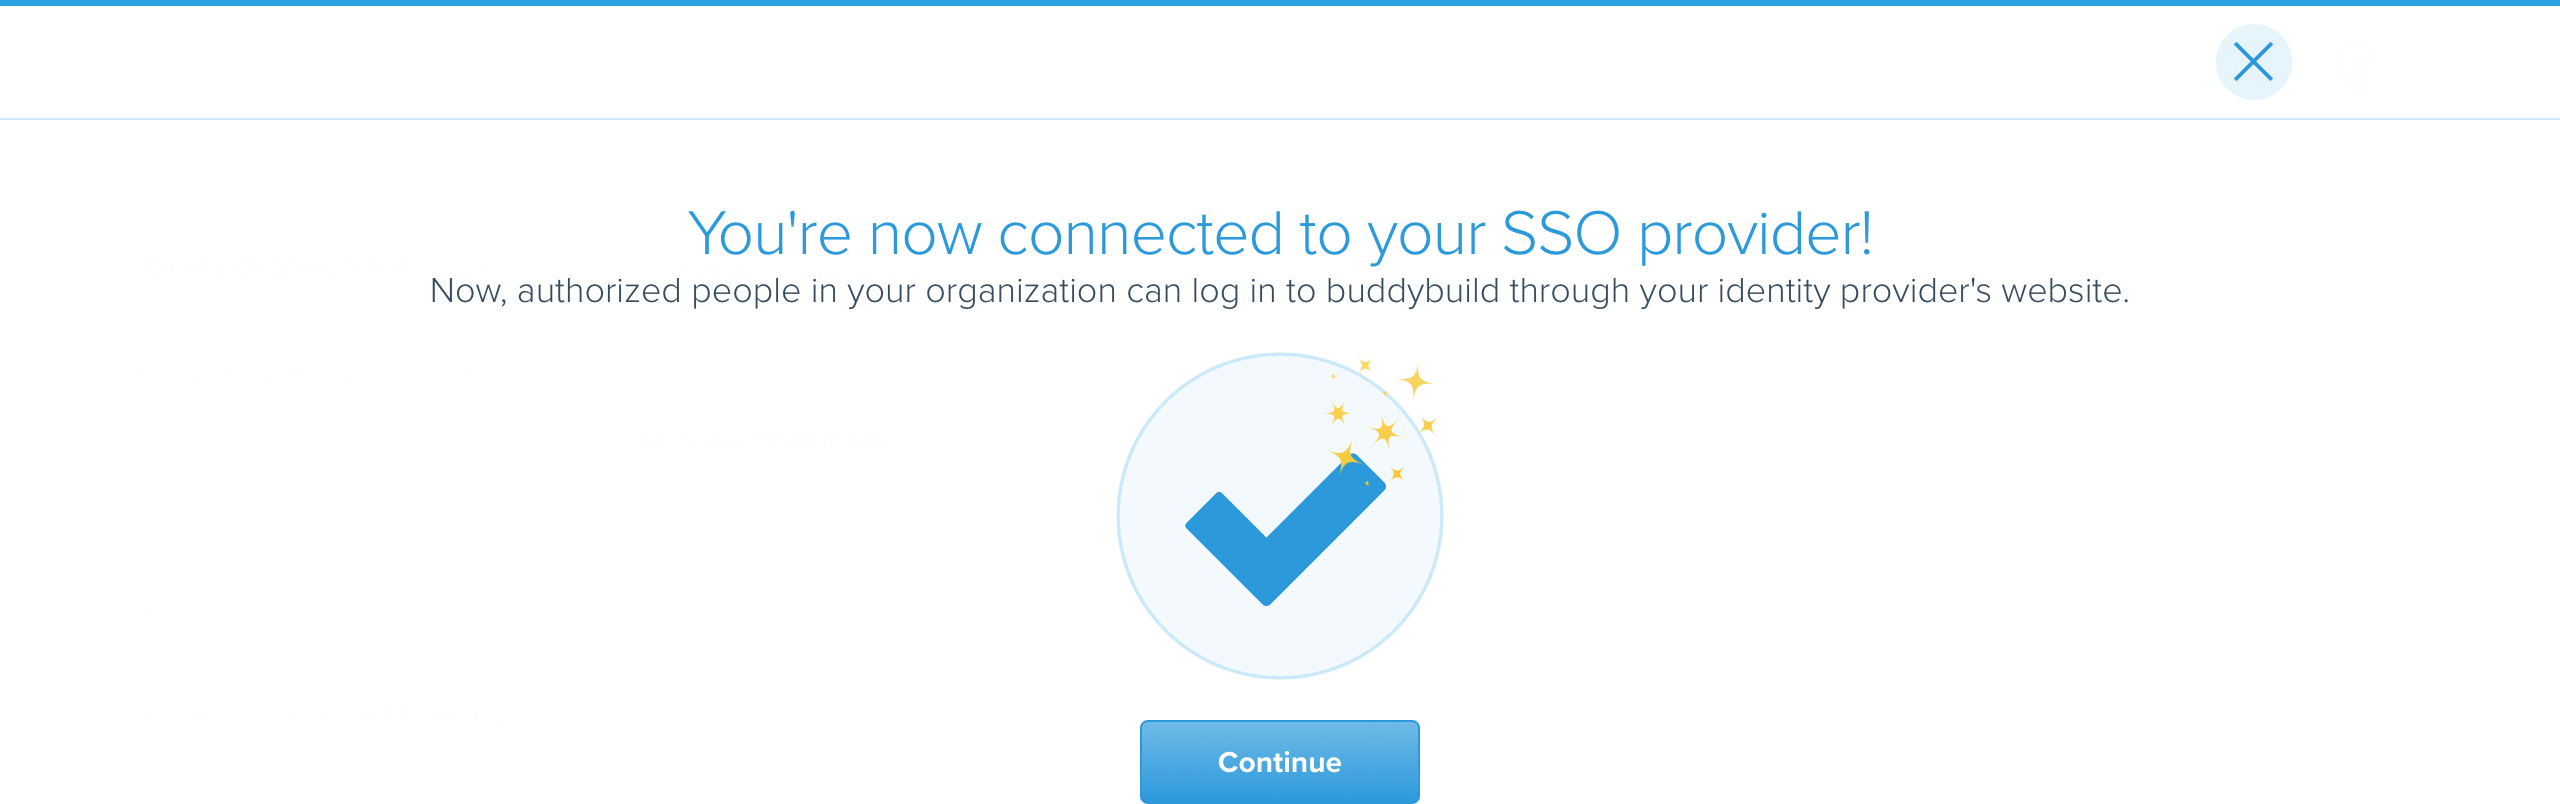 You're now connected to your SSO provider!
Now, authorized people in your organization can log in to buddybuild through your identity provider's website.
Continue